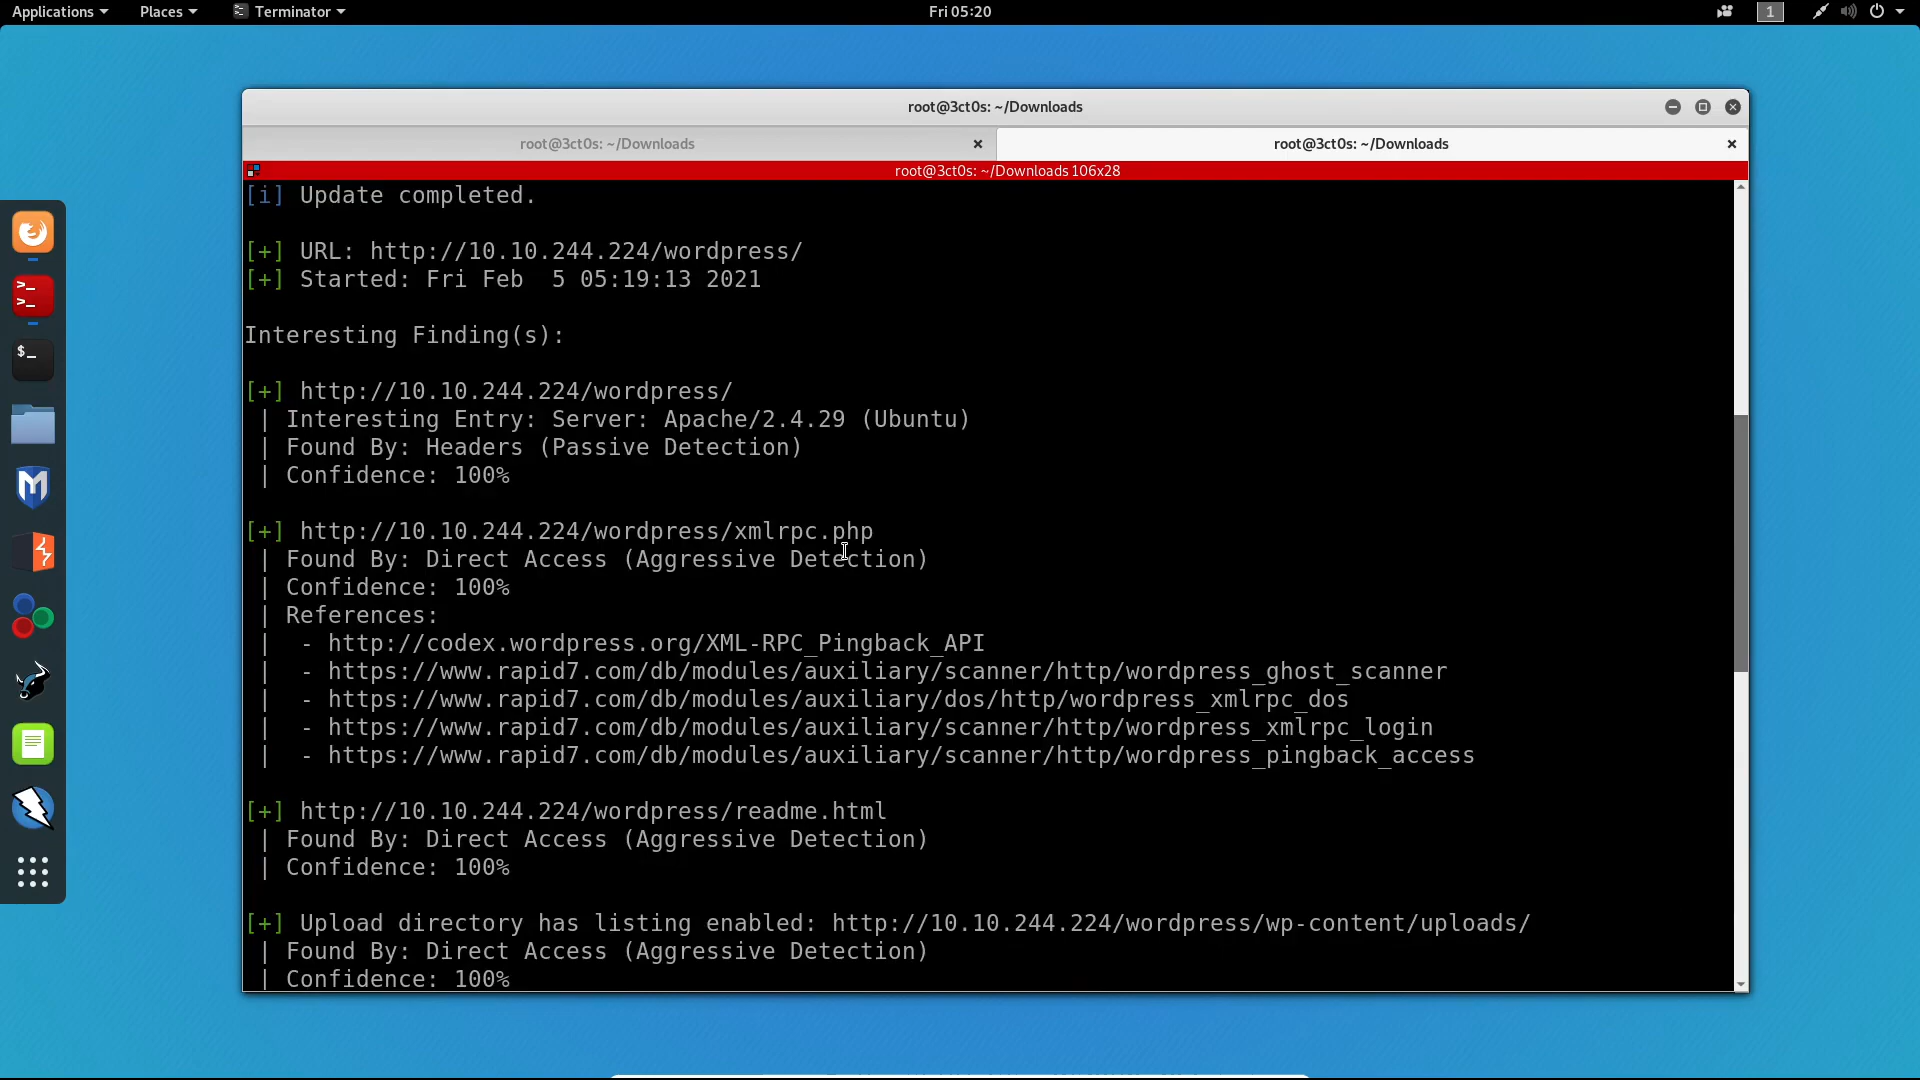 Applications Places Terminator Fri 05:20 1
root@3ct0s: ~/Downloads
root@3ct0s: ~/Downloads × root@3ct0s: ~/Downloads ×
root@3ct0s: ~/Downloads 106x28
[i] Update completed.
[+] URL: http://10.10.244.224/wordpress/
[+] Started: Fri Feb  5 05:19:13 2021
Interesting Finding(s):
[+] http://10.10.244.224/wordpress/
| Interesting Entry: Server: Apache/2.4.29 (Ubuntu)
| Found By: Headers (Passive Detection)
| Confidence: 100%
[+] http://10.10.244.224/wordpress/xmlrpc.php
| Found By: Direct Access (Aggressive Detection)
| Confidence: 100%
| References:
|  - http://codex.wordpress.org/XML-RPC_Pingback_API
|  - https://www.rapid7.com/db/modules/auxiliary/scanner/http/wordpress_ghost_scanner
|  - https://www.rapid7.com/db/modules/auxiliary/dos/http/wordpress_xmlrpc_dos
|  - https://www.rapid7.com/db/modules/auxiliary/scanner/http/wordpress_xmlrpc_login
|  - https://www.rapid7.com/db/modules/auxiliary/scanner/http/wordpress_pingback_access
[+] http://10.10.244.224/wordpress/readme.html
| Found By: Direct Access (Aggressive Detection)
| Confidence: 100%
[+] Upload directory has listing enabled: http://10.10.244.224/wordpress/wp-content/uploads/
| Found By: Direct Access (Aggressive Detection)
| Confidence: 100%